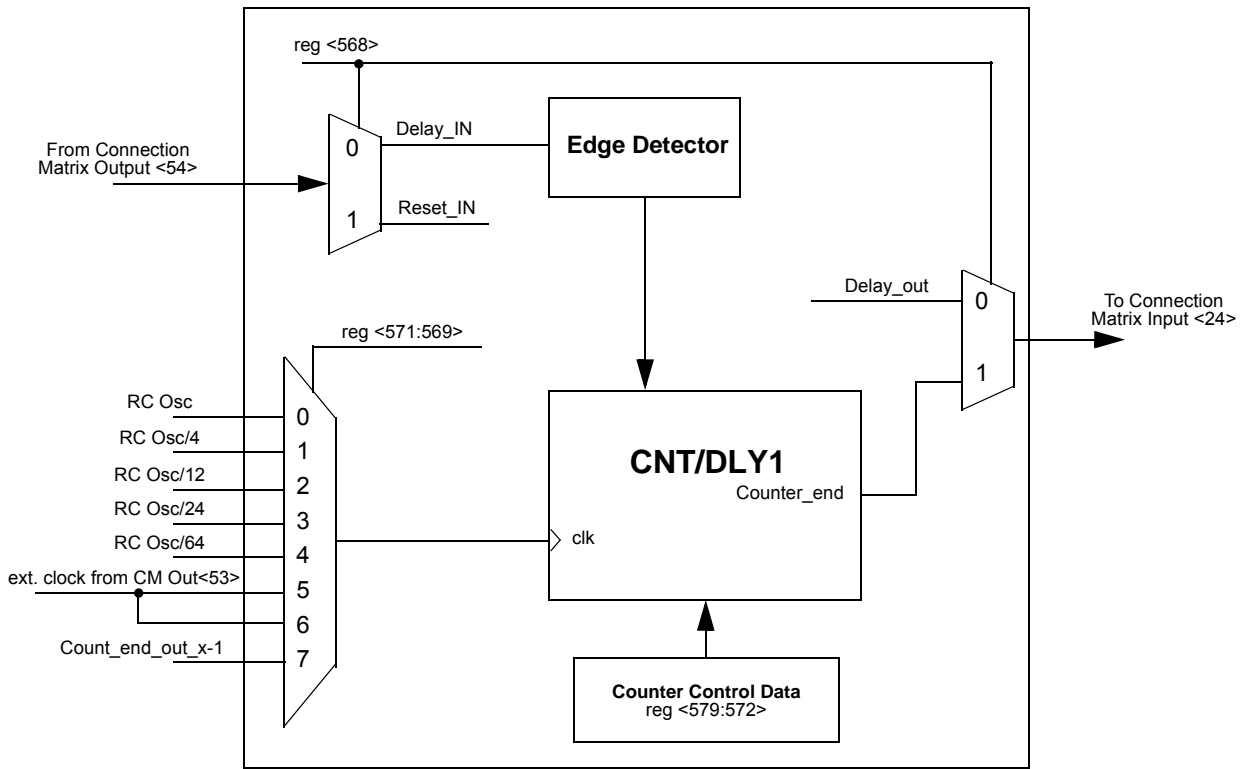 reg <568>
0
Delay_IN
Edge Detector
From Connection
Matrix Output <54>
1
Reset_IN
Delay_out
0
To Connection
Matrix Input <24>
1
reg <571:569>
RC Osc
0
RC Osc/4
1
RC Osc/12
2
RC Osc/24
3
RC Osc/64
4
ext. clock from CM Out<53>
5
6
Count_end_out_x-1
7
CNT/DLY1
Counter_end
clk
Counter Control Data
reg <579:572>